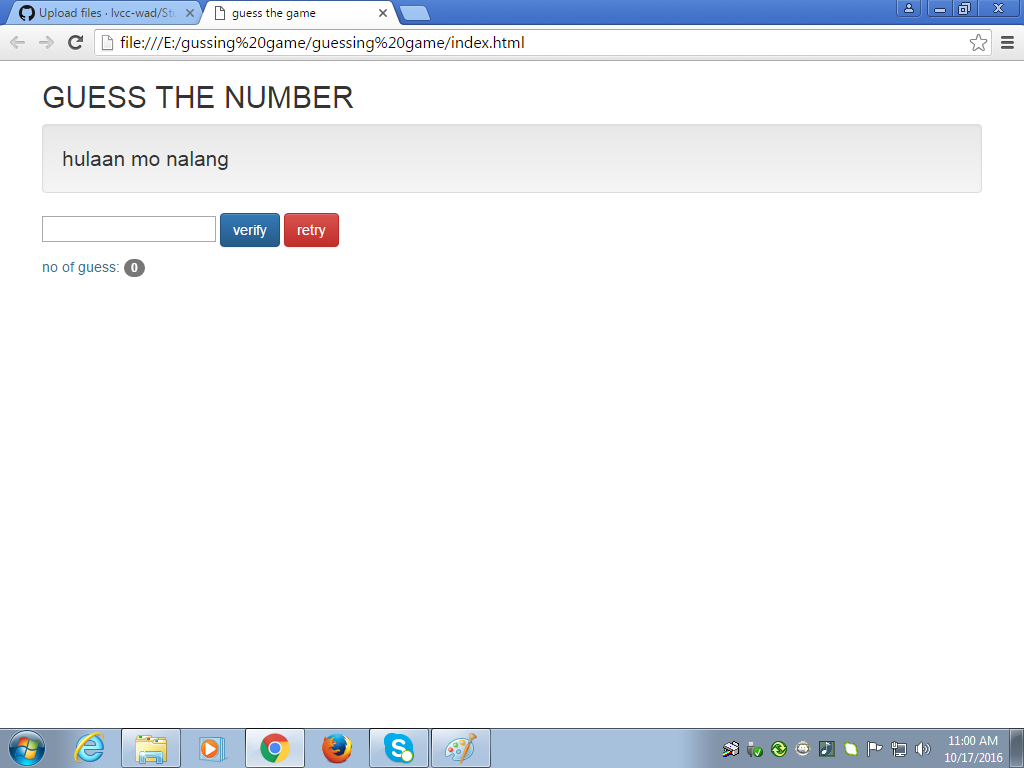 Upload files · lvcc-wad/Stu
guess the game
file:///E:/gussing%20game/guessing%20game/index.html
GUESS THE NUMBER
hulaan mo nalang
verify
retry
no of guess: 0
11:00 AM
10/17/2016